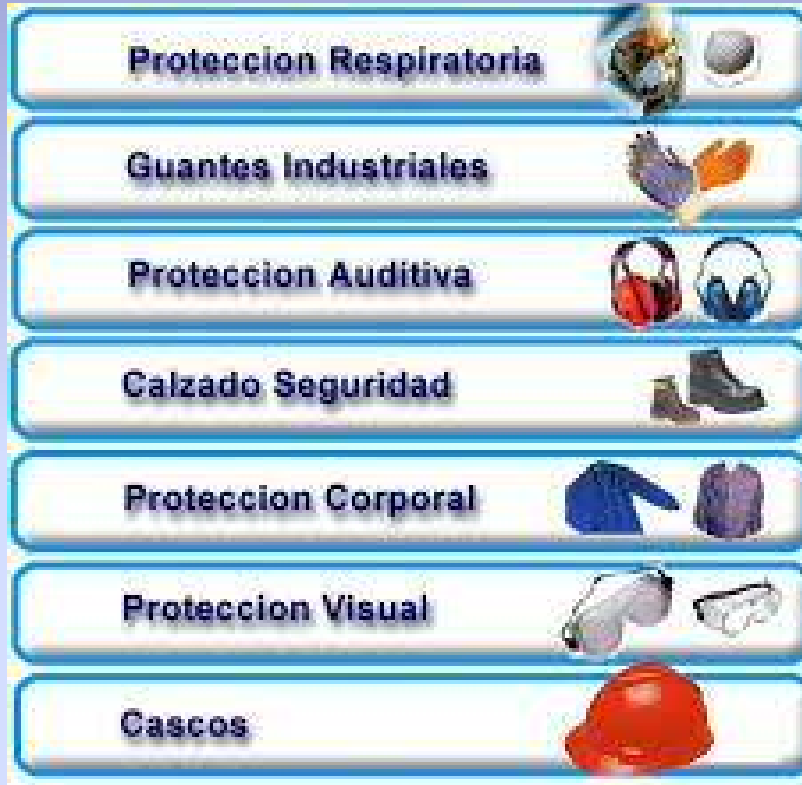 Proteccion Respiratoria
Guantes Industriales
Proteccion Auditiva
Calzado Seguridad
Proteccion Corporal
Proteccion Visual
Cascos